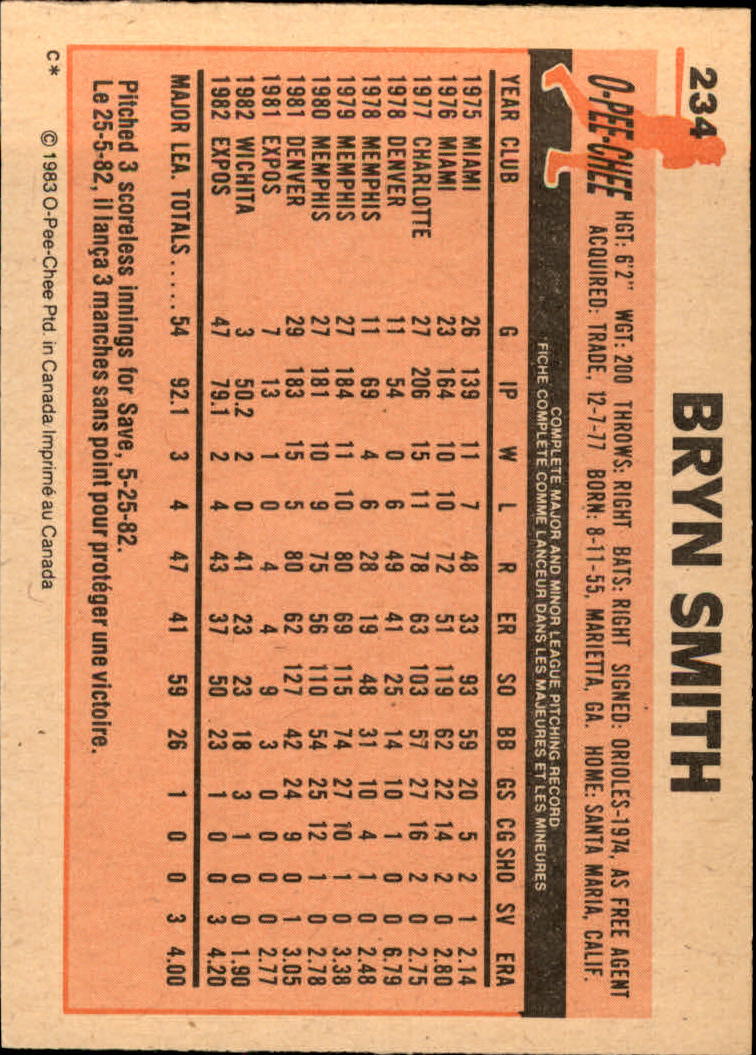 234
BRYN SMITH
O-PEE-CHEE
HGT: 6'2" WGT: 200 THROWS: RIGHT BATS: RIGHT SIGNED: ORIOLES-1974, AS FREE AGENT
ACQUIRED: TRADE, 12-7-77 BORN: 8-11-55, MARIETTA, GA. HOME: SANTA MARIA, CALIF.
COMPLETE MAJOR AND MINOR LEAGUE PITCHING RECORD
FICHE COMPLETE COMME LANCEUR DANS LES MAJEURES ET LES MINEURES
YEAR CLUB G IP W L R ER SO BB GS CG SHO SV ERA
1975 MIAMI 26 139 11 7 48 33 93 59 20 5 2 1 2.14
1976 MIAMI 23 164 10 10 72 51 119 62 22 14 2 0 2.80
1977 CHARLOTTE 27 206 15 11 78 63 103 57 27 16 2 0 2.75
1978 DENVER 11 54 0 6 49 41 25 14 10 1 0 0 6.79
1978 MEMPHIS 11 69 4 6 28 19 48 31 10 4 1 0 2.48
1979 MEMPHIS 27 184 11 10 80 69 115 74 27 10 1 0 3.38
1980 MEMPHIS 27 181 10 9 75 56 110 54 25 12 1 0 2.78
1981 DENVER 29 183 15 5 80 62 127 42 24 9 0 1 3.05
1981 EXPOS 7 13 1 0 4 4 9 3 0 0 0 0 2.77
1982 WICHITA 3 50.2 2 0 41 23 23 18 3 1 0 0 1.90
1982 EXPOS 47 79.1 2 4 43 37 50 23 1 0 0 3 4.20
MAJOR LEA. TOTALS ..... 54 92.1 3 4 47 41 59 26 1 0 0 3 4.00
Pitched 3 scoreless innings for Save, 5-25-82.
Le 25-5-82, il lança 3 manches sans point pour protéger une victoire.
C* © 1983 O-Pee-Chee Ptd. in Canada/Imprimé au Canada